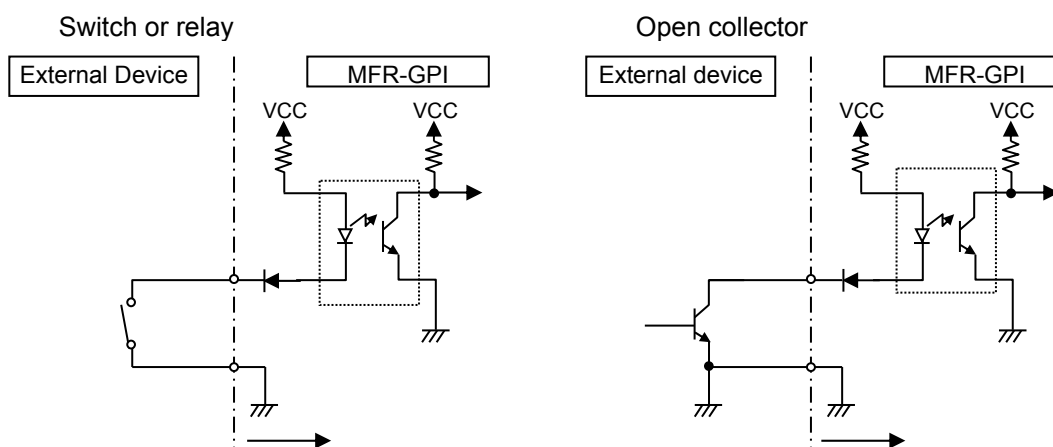 Switch or relay
External Device
MFR-GPI
VCC
VCC
Open collector
External device
MFR-GPI
VCC
VCC